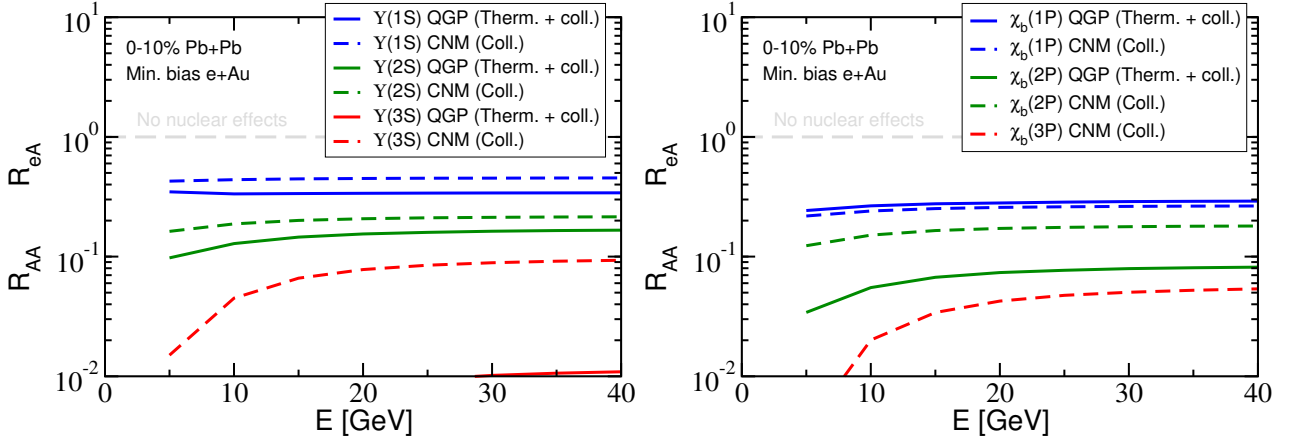 0-10% Pb+Pb
Min. bias e+Au
No nuclear effects
ϒ(1S) QGP (Therm. + coll.)
ϒ(1S) CNM (Coll.)
ϒ(2S) QGP (Therm. + coll.)
ϒ(2S) CNM (Coll.)
ϒ(3S) QGP (Therm. + coll.)
ϒ(3S) CNM (Coll.)
10^1
10^0
10^-1
10^-2
R_AA R_eA
0 10 20 30 40
E [GeV]
0-10% Pb+Pb
Min. bias e+Au
No nuclear effects
χ_b(1P) QGP (Therm. + coll.)
χ_b(1P) CNM (Coll.)
χ_b(2P) QGP (Therm. + coll.)
χ_b(2P) CNM (Coll.)
χ_b(3P) CNM (Coll.)
10^1
10^0
10^-1
10^-2
R_AA R_eA
0 10 20 30 40
E [GeV]